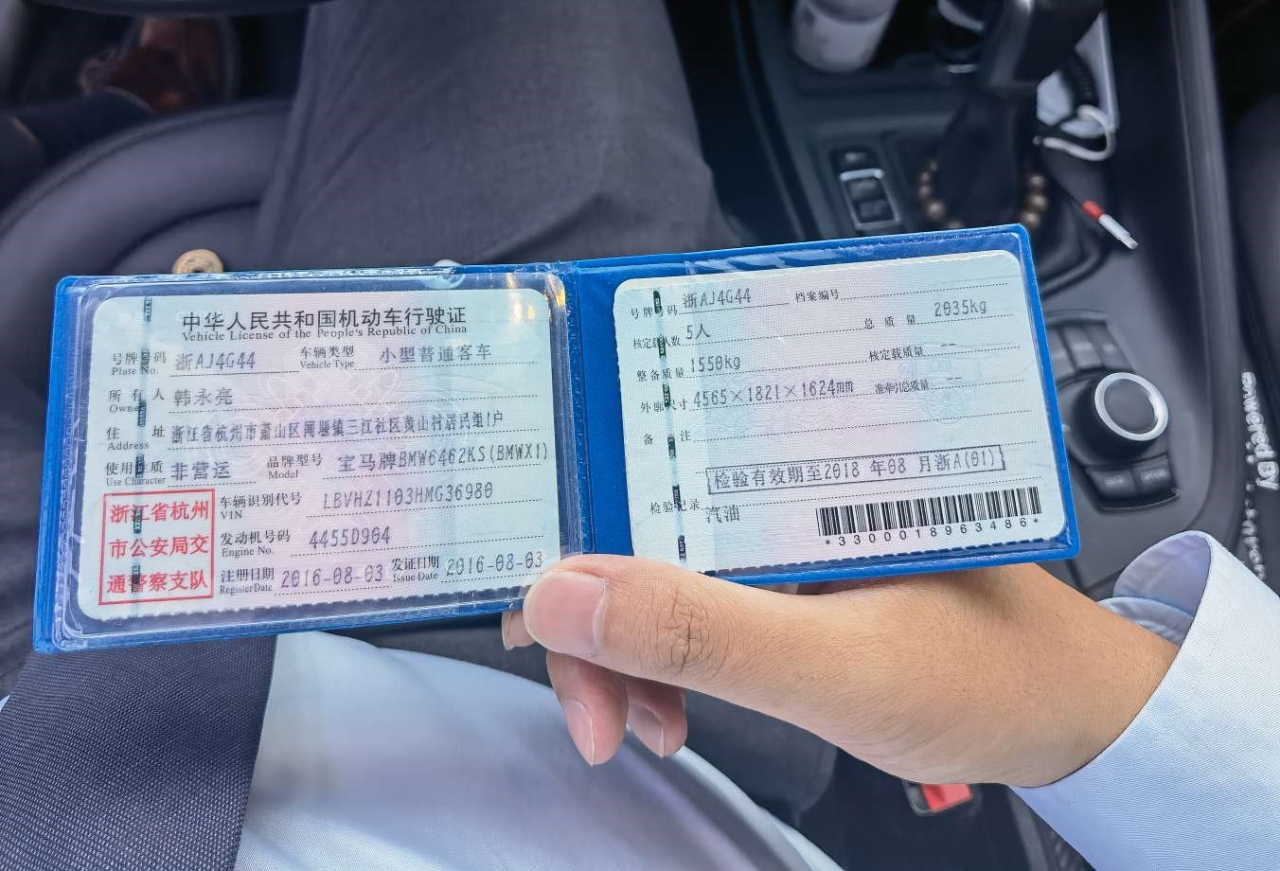 中华人民共和国机动车行驶证
Vehicle License of the People's Republic of China
号牌号码 浙AJ4G44 车辆类型 小型普通客车
Plate No. Vehicle Type
所有人 韩永亮
Owner
住址 浙江省杭州市萧山区闻堰镇三江社区黄山村居民组1户
Address
使用性质 非营运 品牌型号 宝马牌BMW6462KS(BMWX1)
Use Character Model
浙江省杭州
市公安局交
通警察支队
车辆识别代号 LBVHZ1103HMG36980
VIN
发动机号码 4455D904
Engine No.
注册日期 2016-08-03 发证日期 2016-08-03
Register Date Issue Date
号牌号码 浙AJ4G44 档案编号
核定载人数 5人 总质量 2035kg
整备质量 1550kg 核定载质量 --
外廓尺寸 4565×1821×1624mm 准牵引总质量 --
备注
检验有效期至2018 年08 月浙A(01)
检验记录 汽油
*3300018963486*